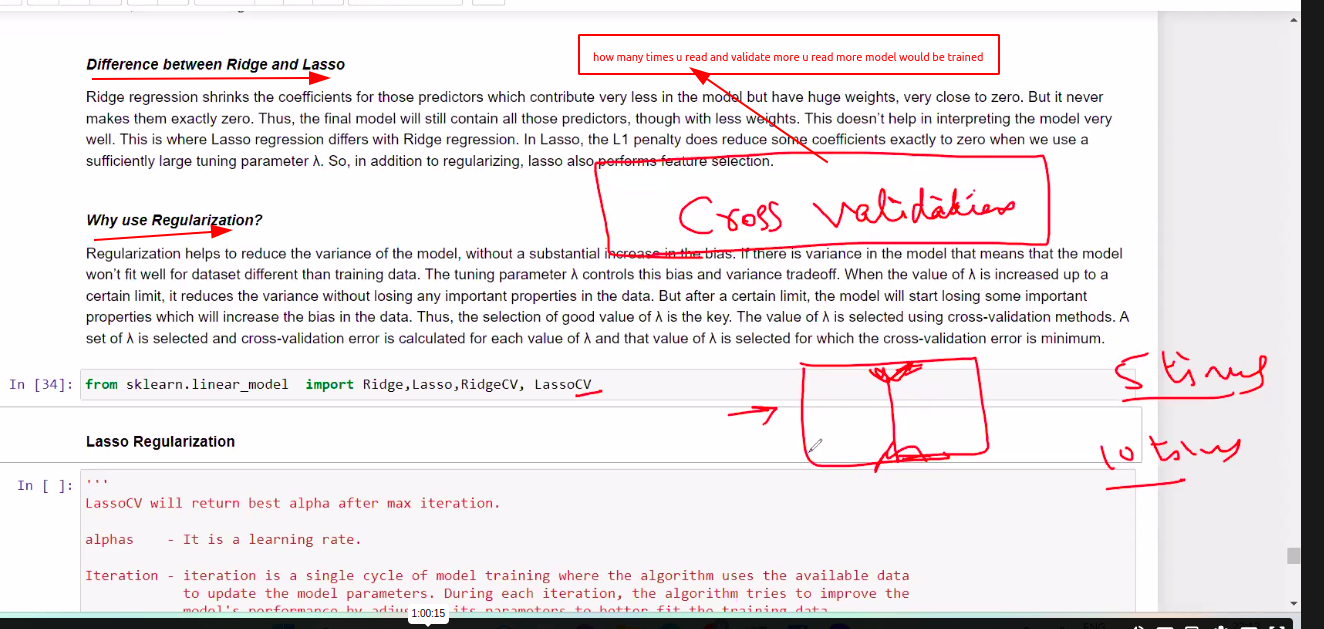 Difference between Ridge and Lasso
how many times u read and validate more u read more model would be trained
Ridge regression shrinks the coefficients for those predictors which contribute very less in the model but have huge weights, very close to zero. But it never
makes them exactly zero. Thus, the final model will still contain all those predictors, though with less weights. This doesn't help in interpreting the model very
well. This is where Lasso regression differs with Ridge regression. In Lasso, the L1 penalty does reduce some coefficients exactly to zero when we use a
sufficiently large tuning parameter λ. So, in addition to regularizing, lasso also performs feature selection.
Cross validation
Why use Regularization?
Regularization helps to reduce the variance of the model, without a substantial increase in the bias. If there is variance in the model that means that the model
won't fit well for dataset different than training data. The tuning parameter λ controls this bias and variance tradeoff. When the value of λ is increased up to a
certain limit, it reduces the variance without losing any important properties in the data. But after a certain limit, the model will start losing some important
properties which will increase the bias in the data. Thus, the selection of good value of λ is the key. The value of λ is selected using cross-validation methods. A
set of λ is selected and cross-validation error is calculated for each value of λ and that value of λ is selected for which the cross-validation error is minimum.
In [34]: from sklearn.linear_model import Ridge,Lasso,RidgeCV, LassoCV
5 times
Lasso Regularization
10 times
In [ ]: '''
LassoCV will return best alpha after max iteration.
alphas - It is a learning rate.
Iteration - iteration is a single cycle of model training where the algorithm uses the available data
to update the model parameters. During each iteration, the algorithm tries to improve the
model's performance by its parameters to better fit the training data
1:00:15